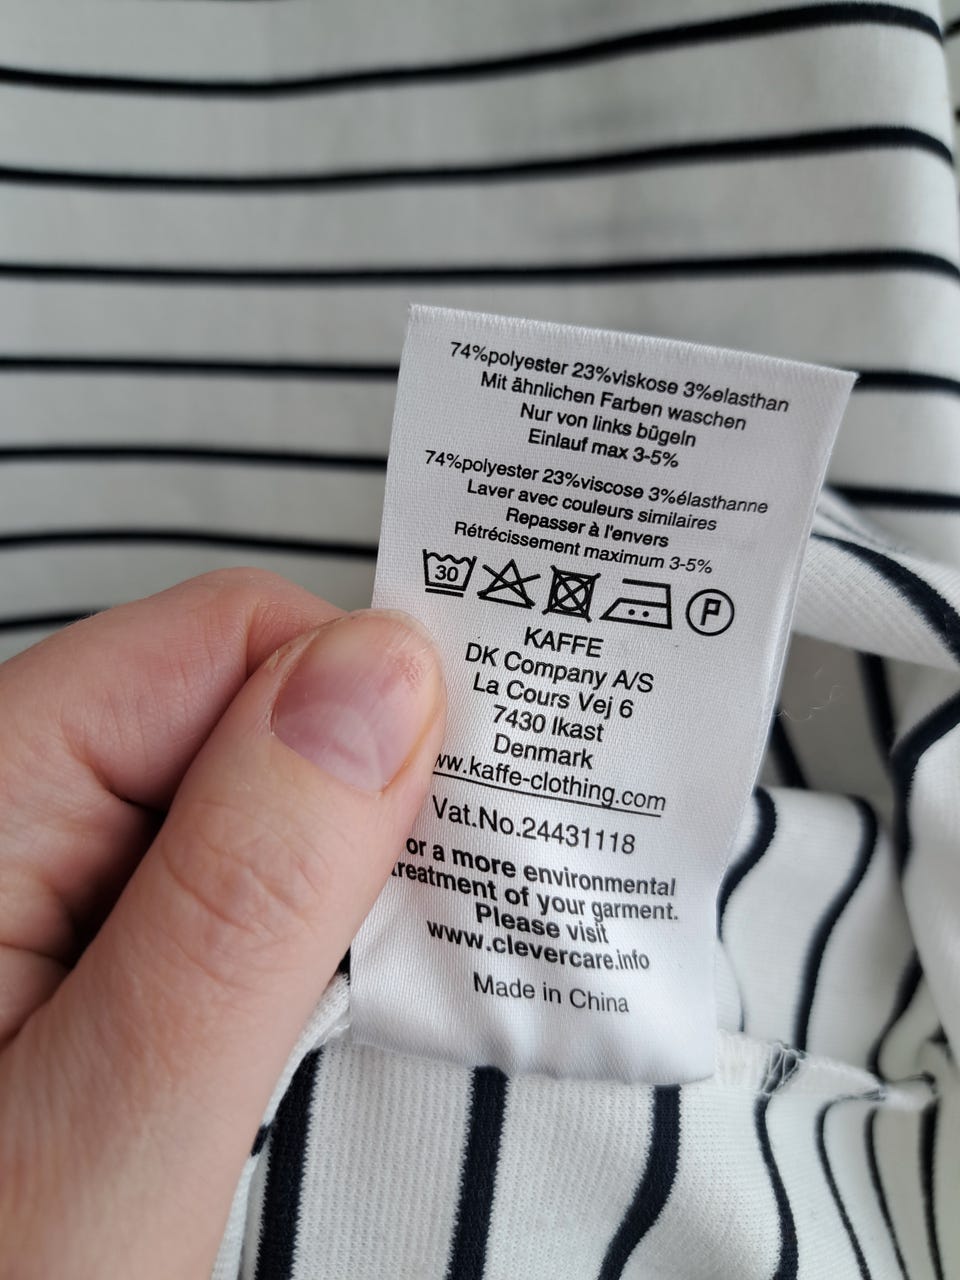 74%polyester 23%viskose 3%elasthan
Mit ähnlichen Farben waschen
Nur von links bügeln
Einlauf max 3-5%
74%polyester 23%viscose 3%élasthanne
Laver avec couleurs similaires
Repasser à l'envers
Rétrécissement maximum 3-5%
30 P
KAFFE
DK Company A/S
La Cours Vej 6
7430 Ikast
Denmark
ww.kaffe-clothing.com
Vat.No.24431118
or a more environmental
treatment of your garment.
Please visit
www.clevercare.info
Made in China